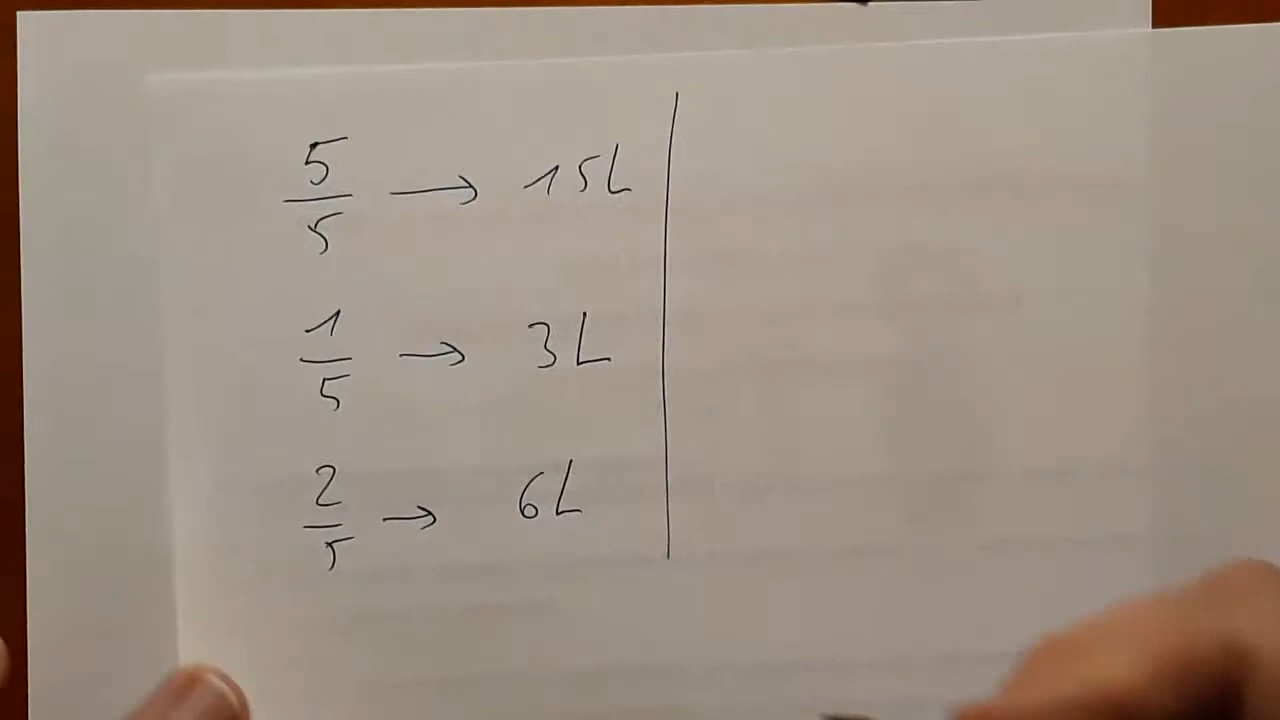 5/5 → 15L
1/5 → 3L
2/5 → 6L